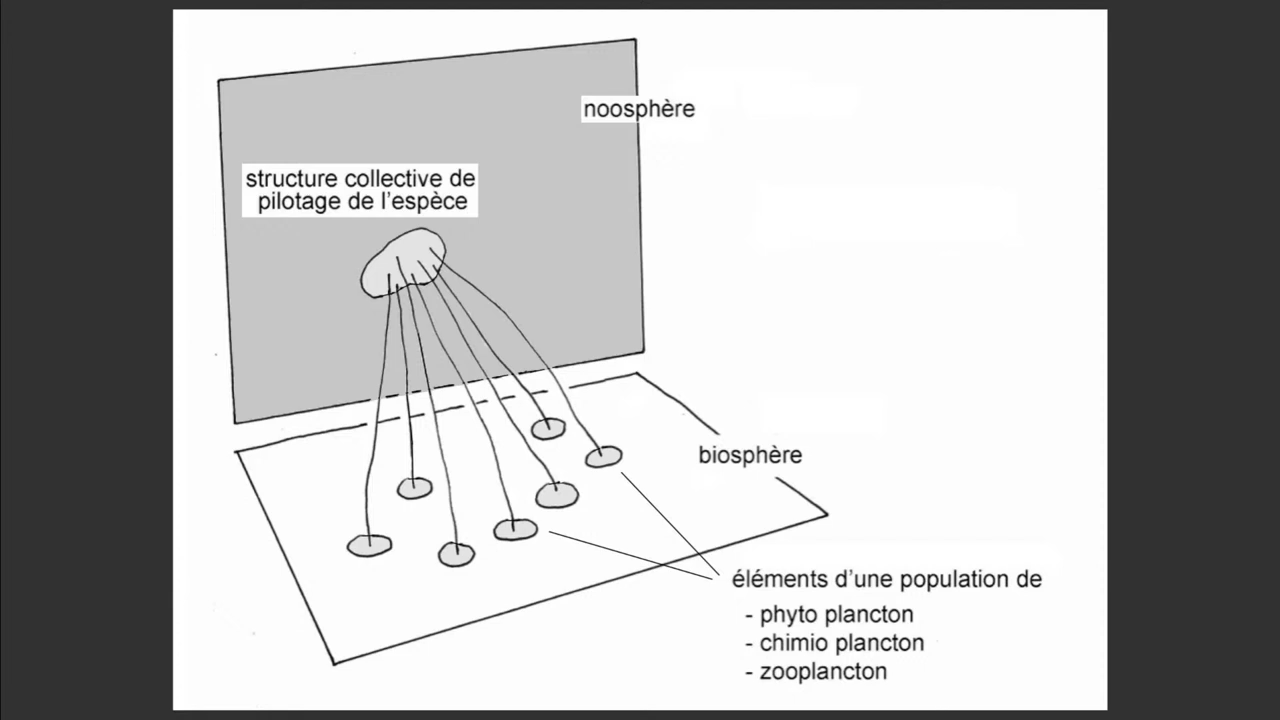 noosphère
structure collective de
pilotage de l'espèce
biosphère
éléments d'une population de
- phyto plancton
- chimio plancton
- zooplancton